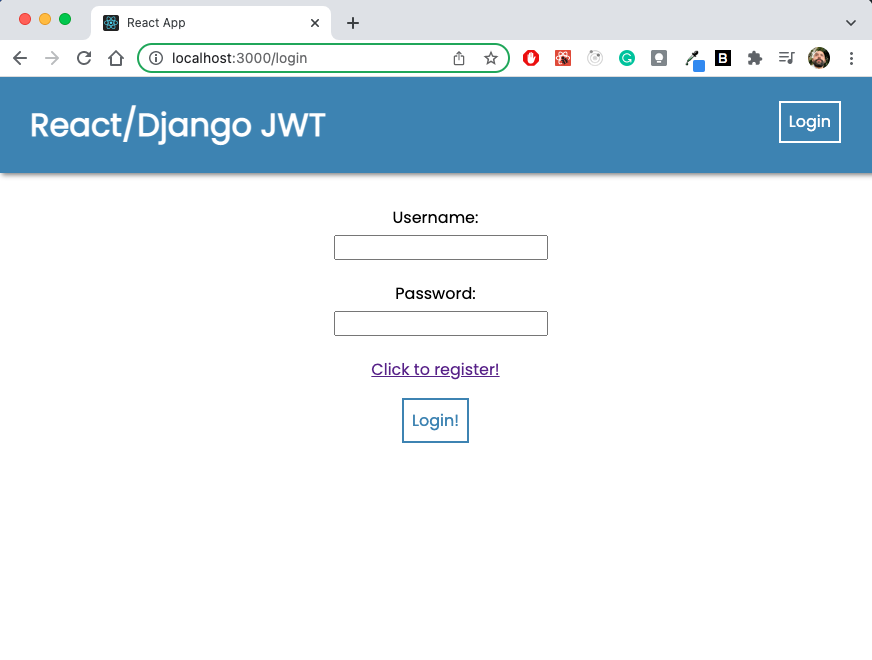 React App
localhost:3000/login
B
React/Django JWT
Login
Username:
Password:
Click to register!
Login!